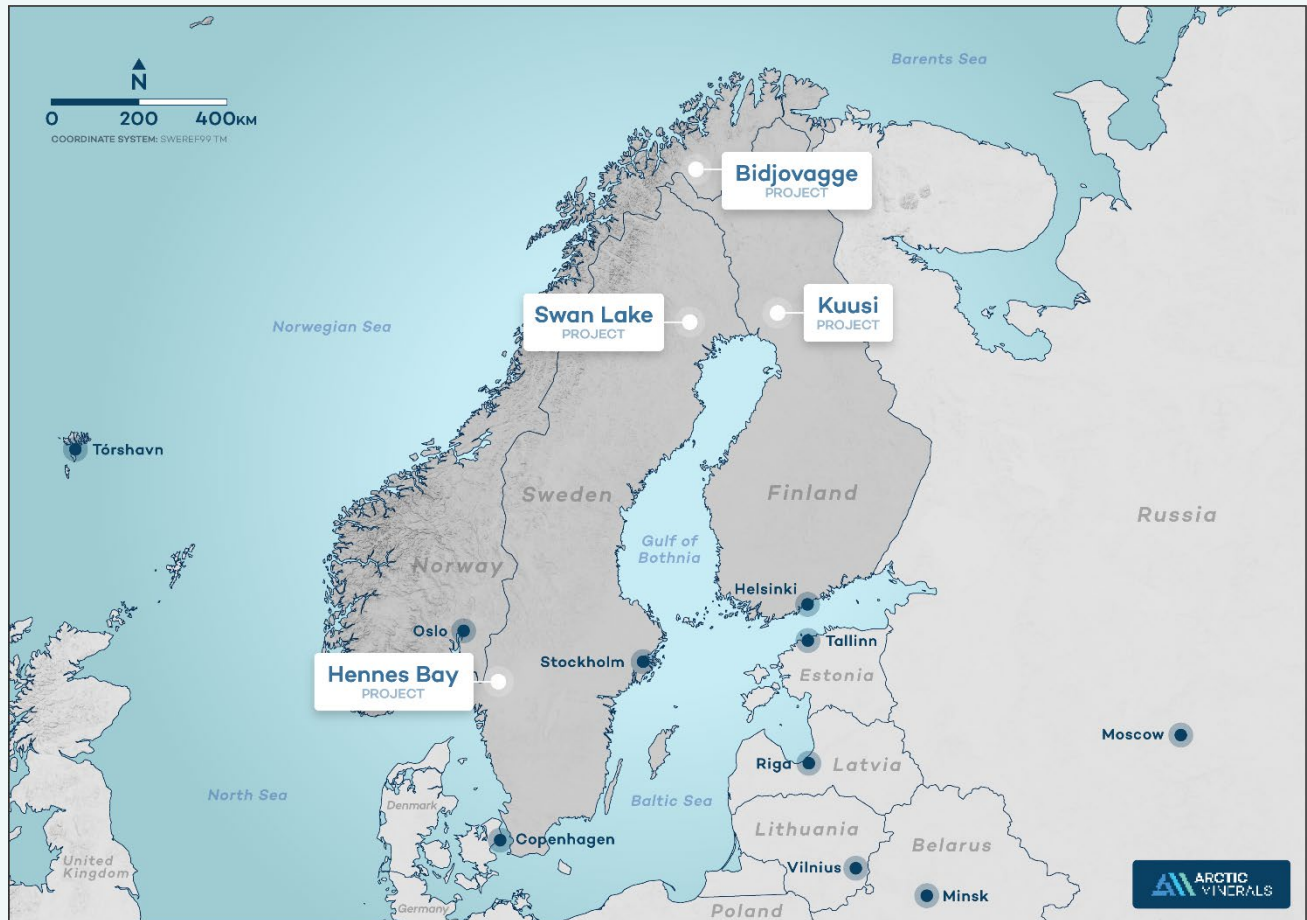 Barents Sea
N
0 200 400KM
COORDINATE SYSTEM: SWEREF99 TM
Bidjovagge
PROJECT
Swan Lake
PROJECT
Kuusi
PROJECT
Norwegian Sea
Tórshavn
Sweden
Finland
Russia
Gulf of
Bothnia
Norway
Helsinki
Oslo
Tallinn
Stockholm
Estonia
Hennes Bay
PROJECT
Moscow
Riga
Latvia
North Sea
Baltic Sea
Denmark
Lithuania
Copenhagen
Belarus
United
Kingdom
Vilnius
Minsk
Germany
Poland
ARCTIC
MINERALS